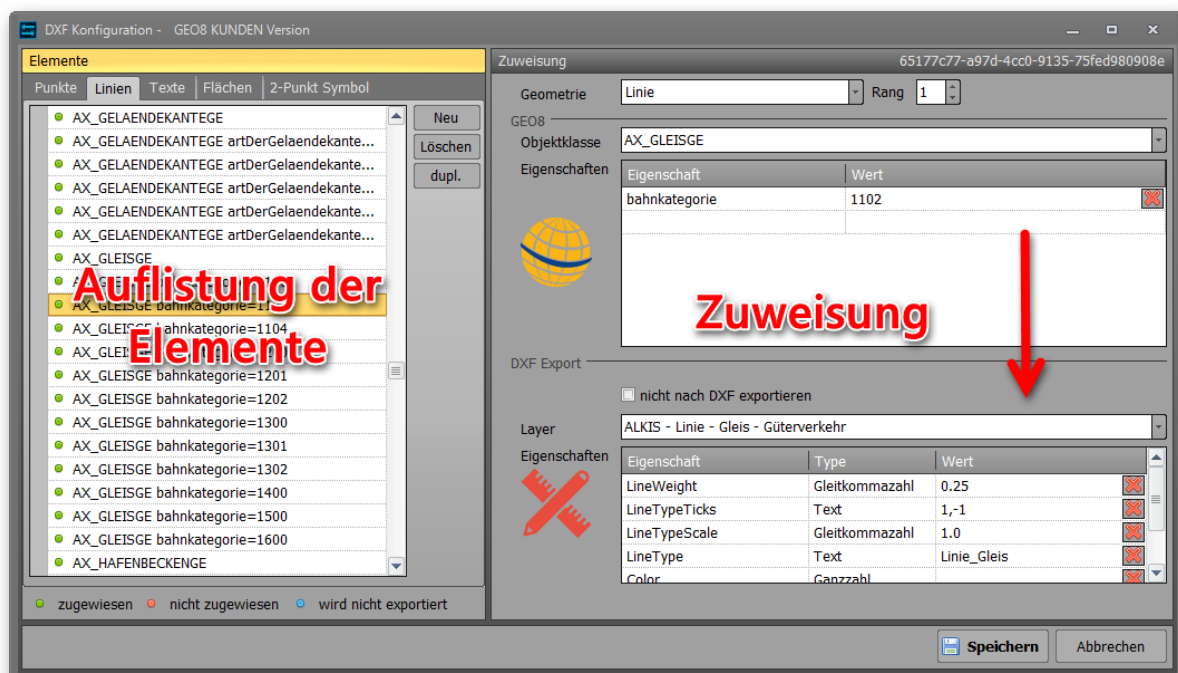 DXF Konfiguration - GEO8 KUNDEN Version
Elemente
Punkte Linien Texte Flächen 2-Punkt Symbol
AX_GELAENDEKANTEGE
AX_GELAENDEKANTEGE artDerGelaendekante...
AX_GELAENDEKANTEGE artDerGelaendekante...
AX_GELAENDEKANTEGE artDerGelaendekante...
AX_GELAENDEKANTEGE artDerGelaendekante...
AX_GELAENDEKANTEGE artDerGelaendekante...
AX_GLEISGE
AX_GLEISGE bahnkategorie=1104
AX_GLEISGE bahnkategorie=1201
AX_GLEISGE bahnkategorie=1202
AX_GLEISGE bahnkategorie=1300
AX_GLEISGE bahnkategorie=1301
AX_GLEISGE bahnkategorie=1302
AX_GLEISGE bahnkategorie=1400
AX_GLEISGE bahnkategorie=1500
AX_GLEISGE bahnkategorie=1600
AX_HAFENBECKENGE
Auflistung der
Elemente
Neu
Löschen
dupl.
zugewiesen nicht zugewiesen wird nicht exportiert
Zuweisung 65177c77-a97d-4cc0-9135-75fed980908e
Geometrie Linie Rang 1
GEO8
Objektklasse AX_GLEISGE
Eigenschaften
Eigenschaft Wert
bahnkategorie 1102
Zuweisung
DXF Export
nicht nach DXF exportieren
Layer ALKIS - Linie - Gleis - Güterverkehr
Eigenschaften
Eigenschaft Type Wert
LineWeight Gleitkommazahl 0.25
LineTypeTicks Text 1,-1
LineTypeScale Gleitkommazahl 1.0
LineType Text Linie_Gleis
Color Ganzzahl
Speichern Abbrechen